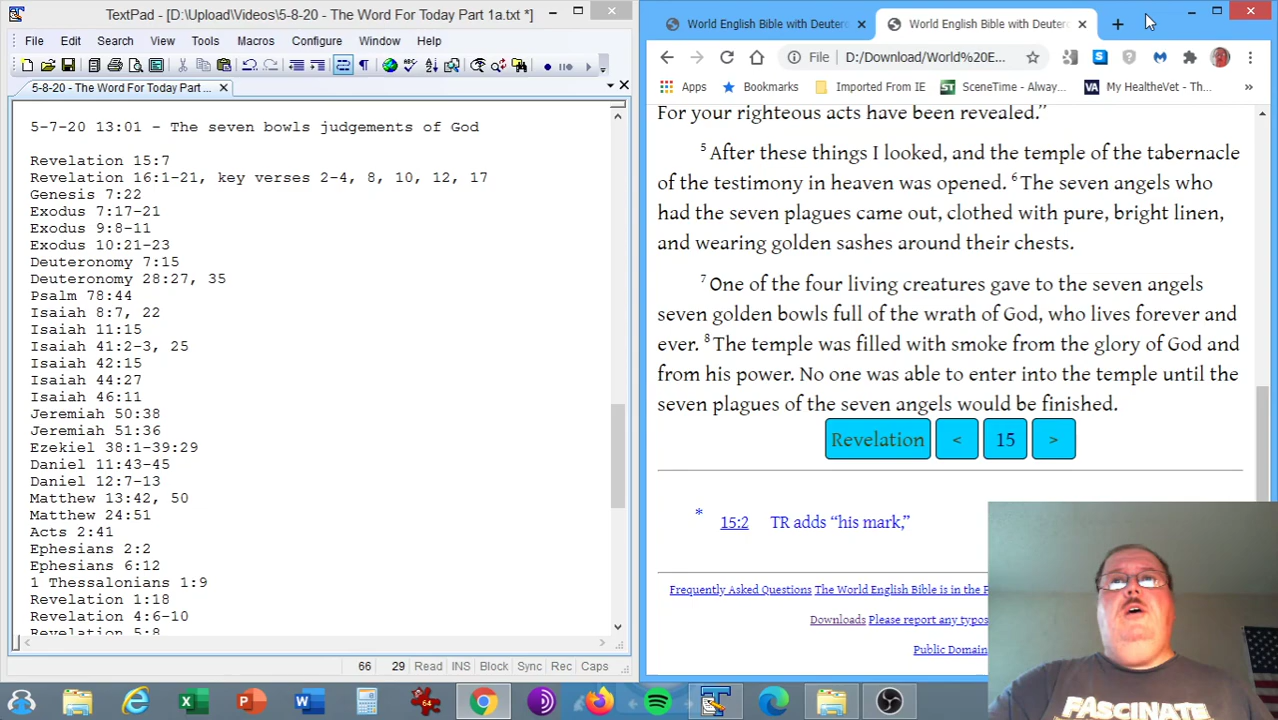 TextPad - [D:\Upload\Videos\5-8-20 - The Word For Today Part 1a.txt *]
File Edit Search View Tools Macros Configure Window Help
5-8-20 - The Word For Today Part ...
5-7-20 13:01 - The seven bowls judgements of God
Revelation 15:7
Revelation 16:1-21, key verses 2-4, 8, 10, 12, 17
Genesis 7:22
Exodus 7:17-21
Exodus 9:8-11
Exodus 10:21-23
Deuteronomy 7:15
Deuteronomy 28:27, 35
Psalm 78:44
Isaiah 8:7, 22
Isaiah 11:15
Isaiah 41:2-3, 25
Isaiah 42:15
Isaiah 44:27
Isaiah 46:11
Jeremiah 50:38
Jeremiah 51:36
Ezekiel 38:1-39:29
Daniel 11:43-45
Daniel 12:7-13
Matthew 13:42, 50
Matthew 24:51
Acts 2:41
Ephesians 2:2
Ephesians 6:12
1 Thessalonians 1:9
Revelation 1:18
Revelation 4:6-10
Revelation 5:8
66 29 Read INS Block Sync Rec Caps
World English Bible with Deuter
World English Bible with Deuter
File D:/Download/World%20E...
Apps Bookmarks Imported From IE ST SceneTime - Alway... VA My HealtheVet - Th... »
For your righteous acts have been revealed.”
5 After these things I looked, and the temple of the tabernacle
of the testimony in heaven was opened. 6 The seven angels who
had the seven plagues came out, clothed with pure, bright linen,
and wearing golden sashes around their chests.
7 One of the four living creatures gave to the seven angels
seven golden bowls full of the wrath of God, who lives forever and
ever. 8 The temple was filled with smoke from the glory of God and
from his power. No one was able to enter into the temple until the
seven plagues of the seven angels would be finished.
Revelation < 15 >
* 15:2 TR adds “his mark,”
Frequently Asked Questions The World English Bible is in the P
Downloads Please report any typos
Public Domain
FASCINATE
64